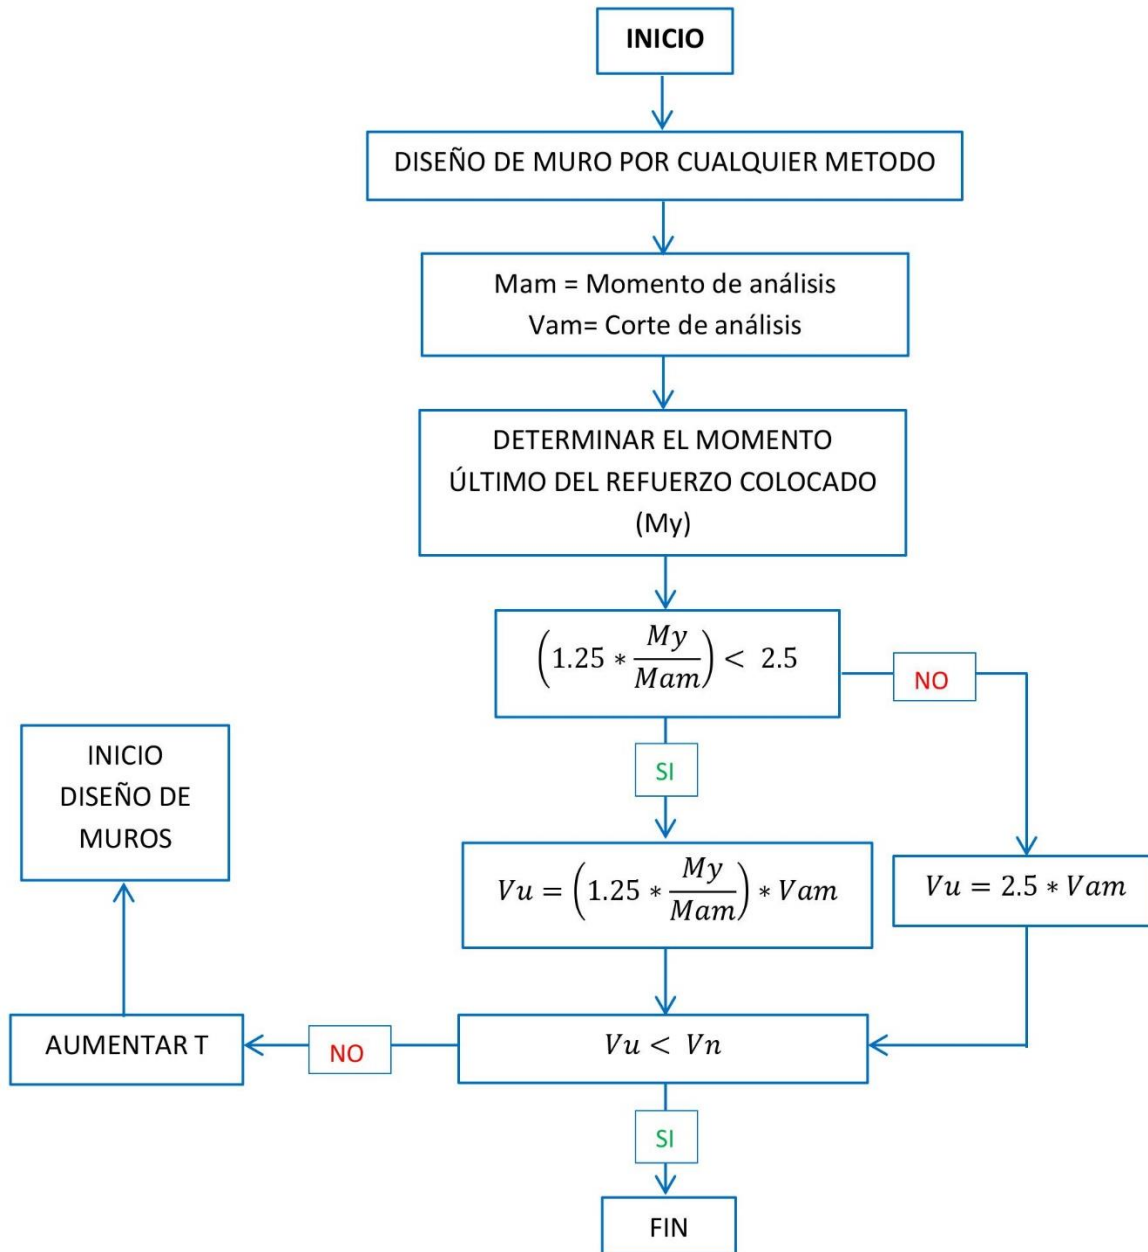 INICIO
DISEÑO DE MURO POR CUALQUIER METODO
Mam = Momento de análisis
Vam= Corte de análisis
DETERMINAR EL MOMENTO
ÚLTIMO DEL REFUERZO COLOCADO
(My)
(1.25 * My/Mam) < 2.5
NO
SI
INICIO
DISEÑO DE
MUROS
Vu = (1.25 * My/Mam) * Vam
Vu = 2.5 * Vam
AUMENTAR T
NO
Vu < Vn
SI
FIN